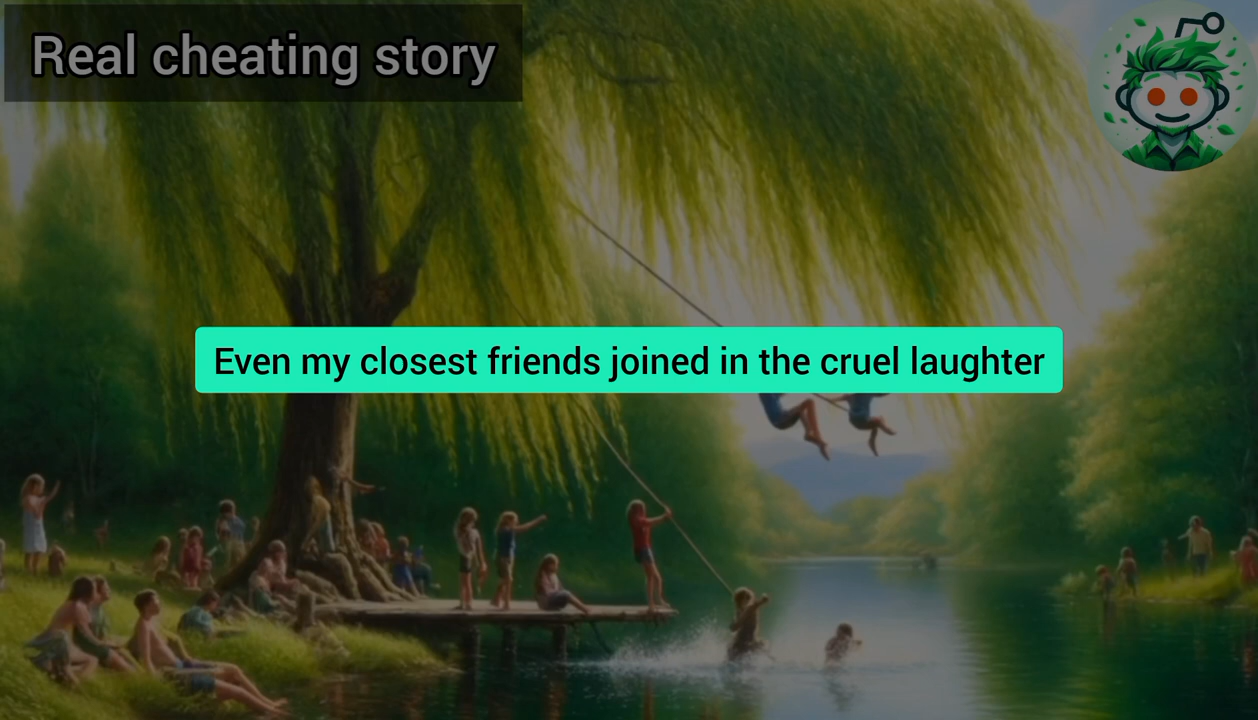 Real cheating story
Even my closest friends joined in the cruel laughter